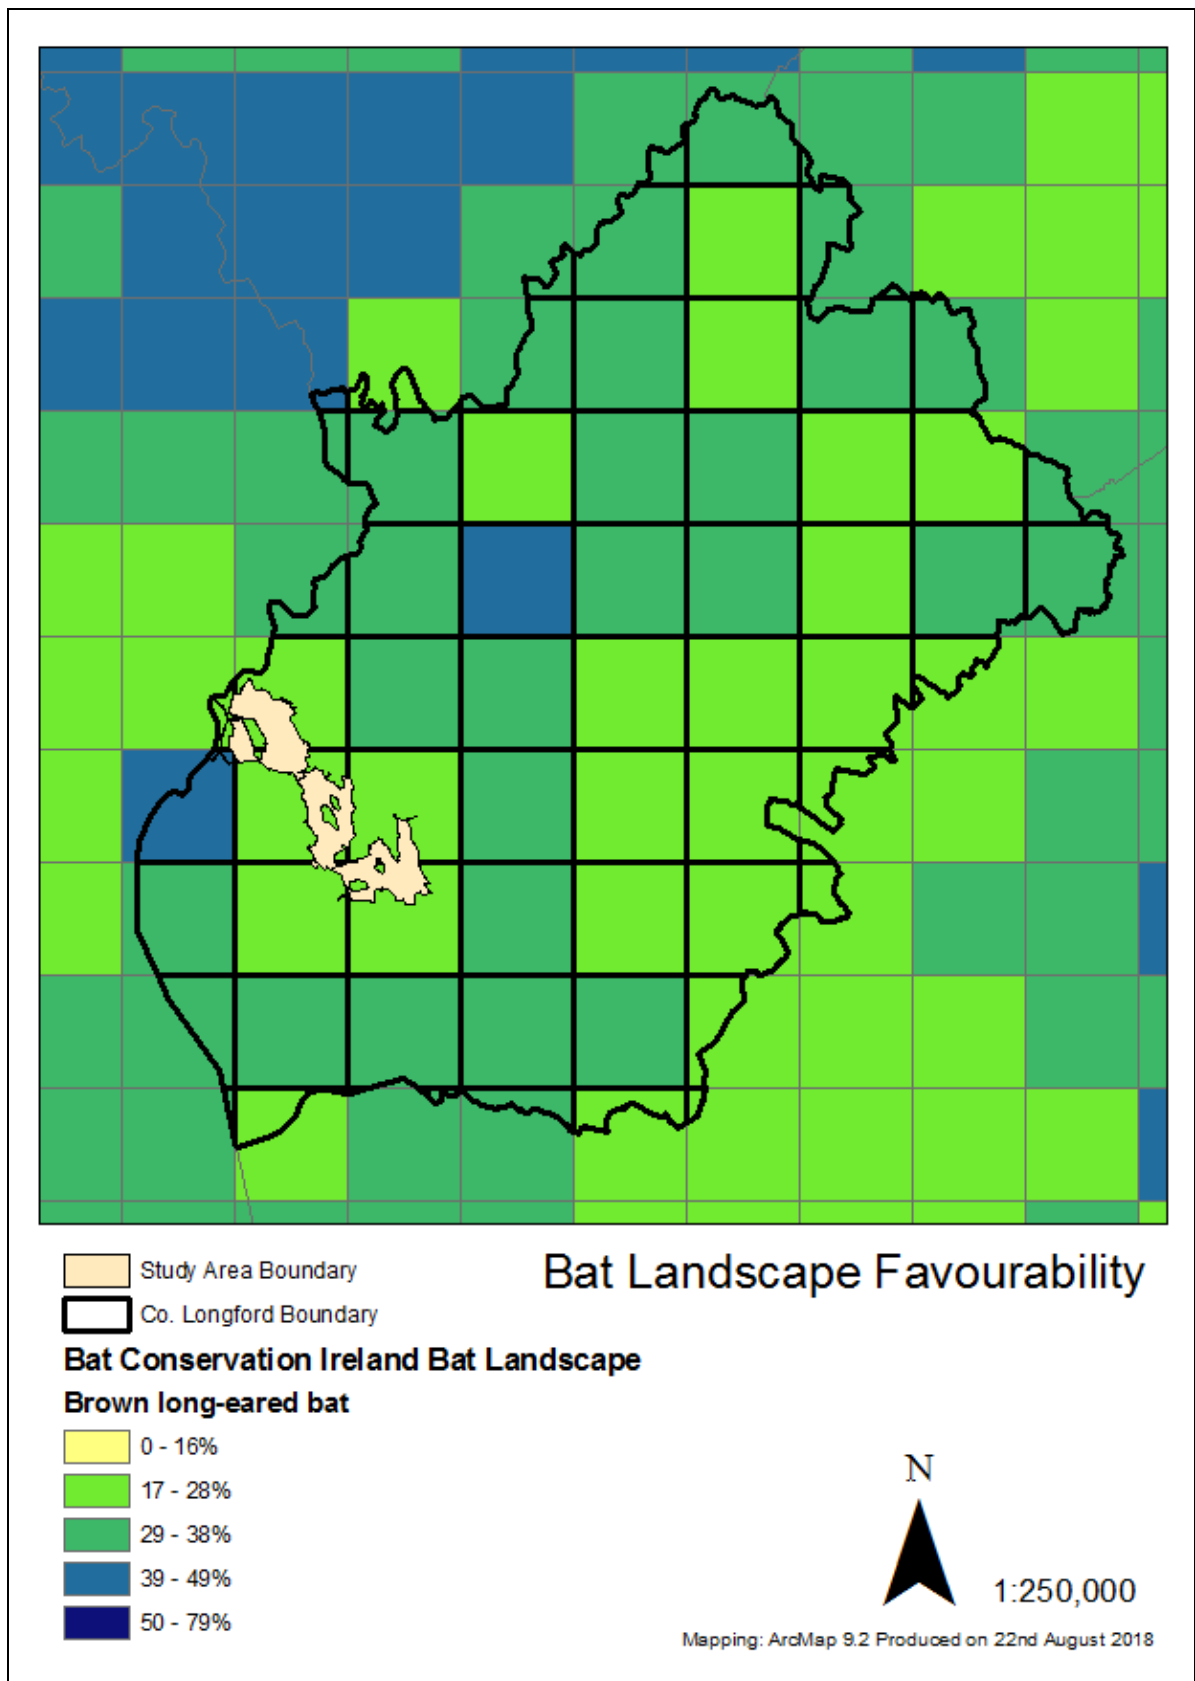 Study Area Boundary
Bat Landscape Favourability
Co. Longford Boundary
Bat Conservation Ireland Bat Landscape
Brown long-eared bat
0 - 16%
17 - 28%
29 - 38%
39 - 49%
50 - 79%
N
1:250,000
Mapping: ArcMap 9.2 Produced on 22nd August 2018